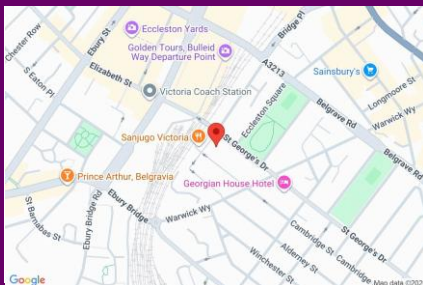 Chester Row
Ebury St
Eccleston Yards
Bridge Pl
Golden Tours, Bulleid
Way Departure Point
A3213
Sainsbury's
S Eaton Pl
Elizabeth St
Victoria Coach Station
Eccleston Square
Longmoore St
Belgrave Rd
Warwick Wy
Sanjugo Victoria
St George's Dr
Prince Arthur, Belgravia
Georgian House Hotel
Belgrave Rd
St Barnabas St
Ebury Bridge Rd
Ebury Bridge
Warwick Wy
St George's Dr
Cambridge St
Alderney St
Winchester St
Cambridge
Google
Map data ©202